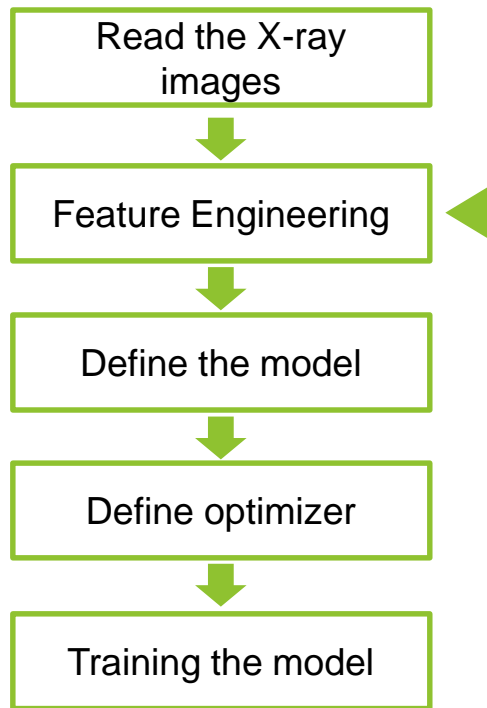 Read the X-ray
images
Feature Engineering
Define the model
Define optimizer
Training the model